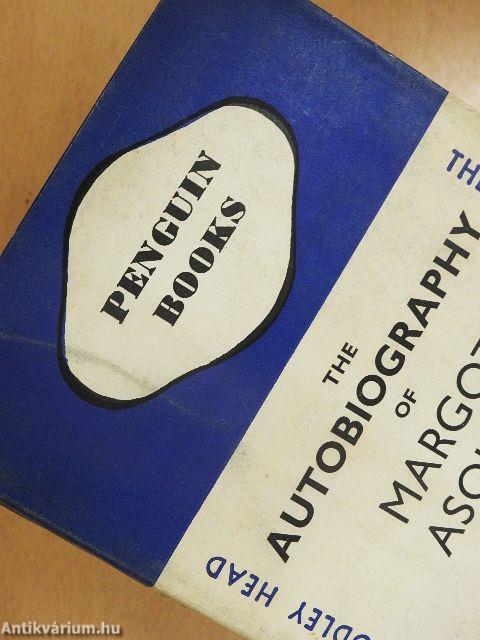 PENGUIN
BOOKS
THE
AUTOBIOGRAPHY
OF
MARGOT
THE
ODLEY HEAD
Antikvárium.hu